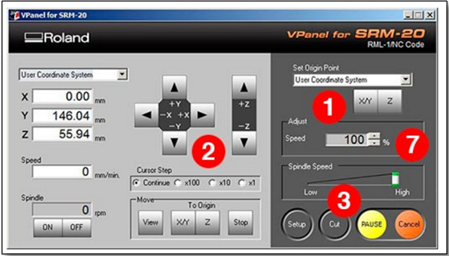 VPanel for SRM-20
Roland
VPanel for SRM-20
RML-1/NC Code
User Coordinate System
X 0.00 mm
Y 146.04 mm
Z 55.94 mm
Speed
0 mm/min.
Spindle
0 rpm
ON OFF
+Y
-X +X
-Y
+Z
-Z
2
Cursor Step
Continue x100 x10 x1
Move
To Origin
View X/Y Z Stop
Set Origin Point
User Coordinate System
1 X/Y Z
Adjust
Speed 100 % 7
Spindle Speed
Low High
3
Setup Cut PAUSE Cancel